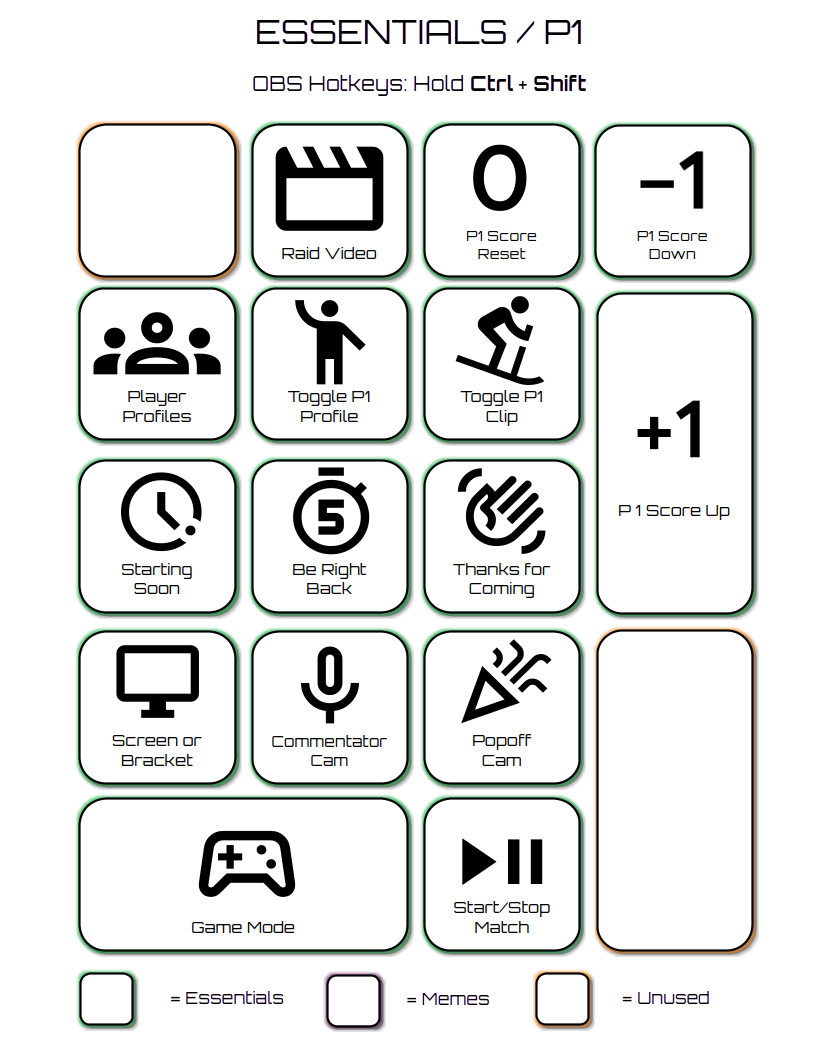 ESSENTIALS / P1
OBS Hotkeys: Hold Ctrl + Shift
Raid Video
0
P1 Score
Reset
−1
P1 Score
Down
Player
Profiles
Toggle P1
Profile
Toggle P1
Clip
+1
P 1 Score Up
Starting
Soon
5
Be Right
Back
Thanks for
Coming
Screen or
Bracket
Commentator
Cam
Popoff
Cam
Game Mode
Start/Stop
Match
= Essentials
= Memes
= Unused